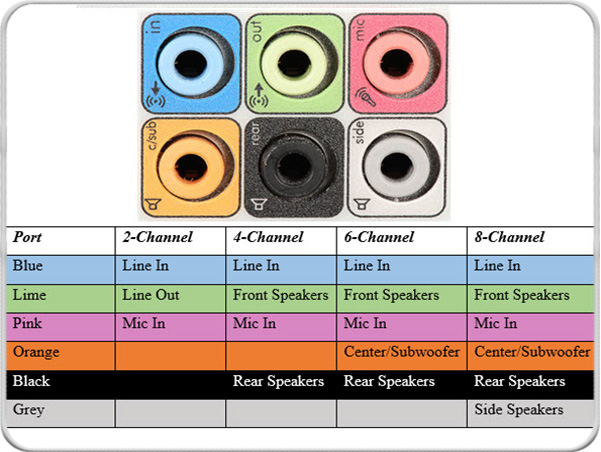 in out mic
c/sub rear side
Port 2-Channel 4-Channel 6-Channel 8-Channel
Blue Line In Line In Line In Line In
Lime Line Out Front Speakers Front Speakers Front Speakers
Pink Mic In Mic In Mic In Mic In
Orange Center/Subwoofer Center/Subwoofer
Black Rear Speakers Rear Speakers Rear Speakers
Grey Side Speakers